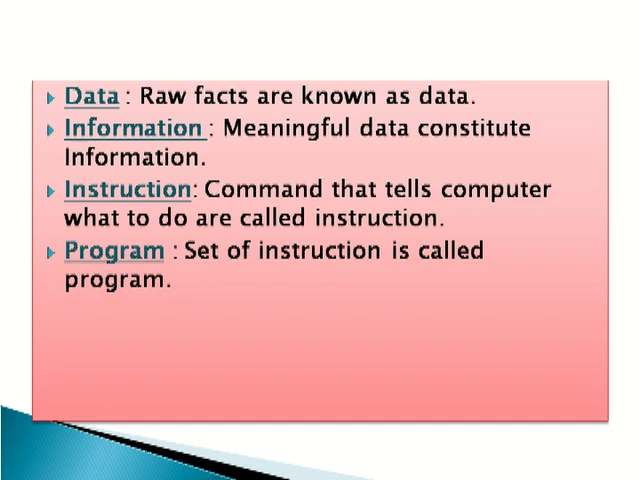 Data : Raw facts are known as data.
Information : Meaningful data constitute
Information.
Instruction: Command that tells computer
what to do are called instruction.
Program : Set of instruction is called
program.